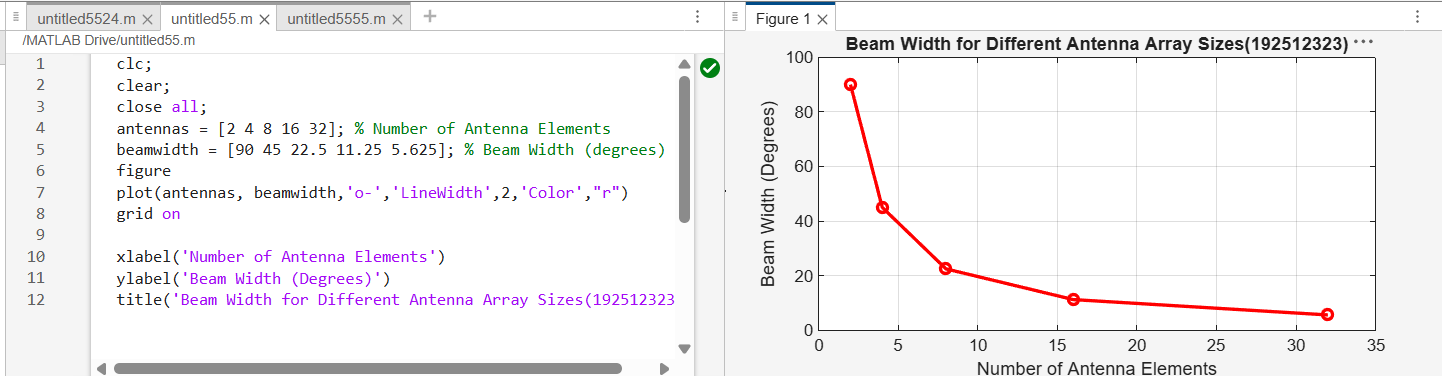 untitled5524.m × untitled55.m × untitled5555.m × +
/MATLAB Drive/untitled55.m
1 clc;
2 clear;
3 close all;
4 antennas = [2 4 8 16 32]; % Number of Antenna Elements
5 beamwidth = [90 45 22.5 11.25 5.625]; % Beam Width (degrees)
6 figure
7 plot(antennas, beamwidth,'o-','LineWidth',2,'Color',"r")
8 grid on
9
10 xlabel('Number of Antenna Elements')
11 ylabel('Beam Width (Degrees)')
12 title('Beam Width for Different Antenna Array Sizes(192512323
Figure 1 ×
Beam Width for Different Antenna Array Sizes(192512323)
Beam Width (Degrees)
100
80
60
40
20
0
0 5 10 15 20 25 30 35
Number of Antenna Elements